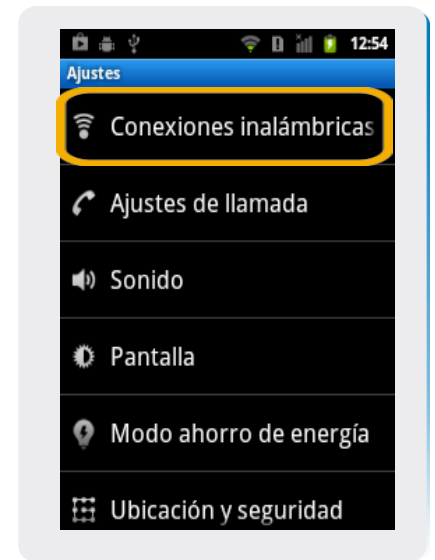 12:54
Ajustes
Conexiones inalámbricas
Ajustes de llamada
Sonido
Pantalla
Modo ahorro de energía
Ubicación y seguridad